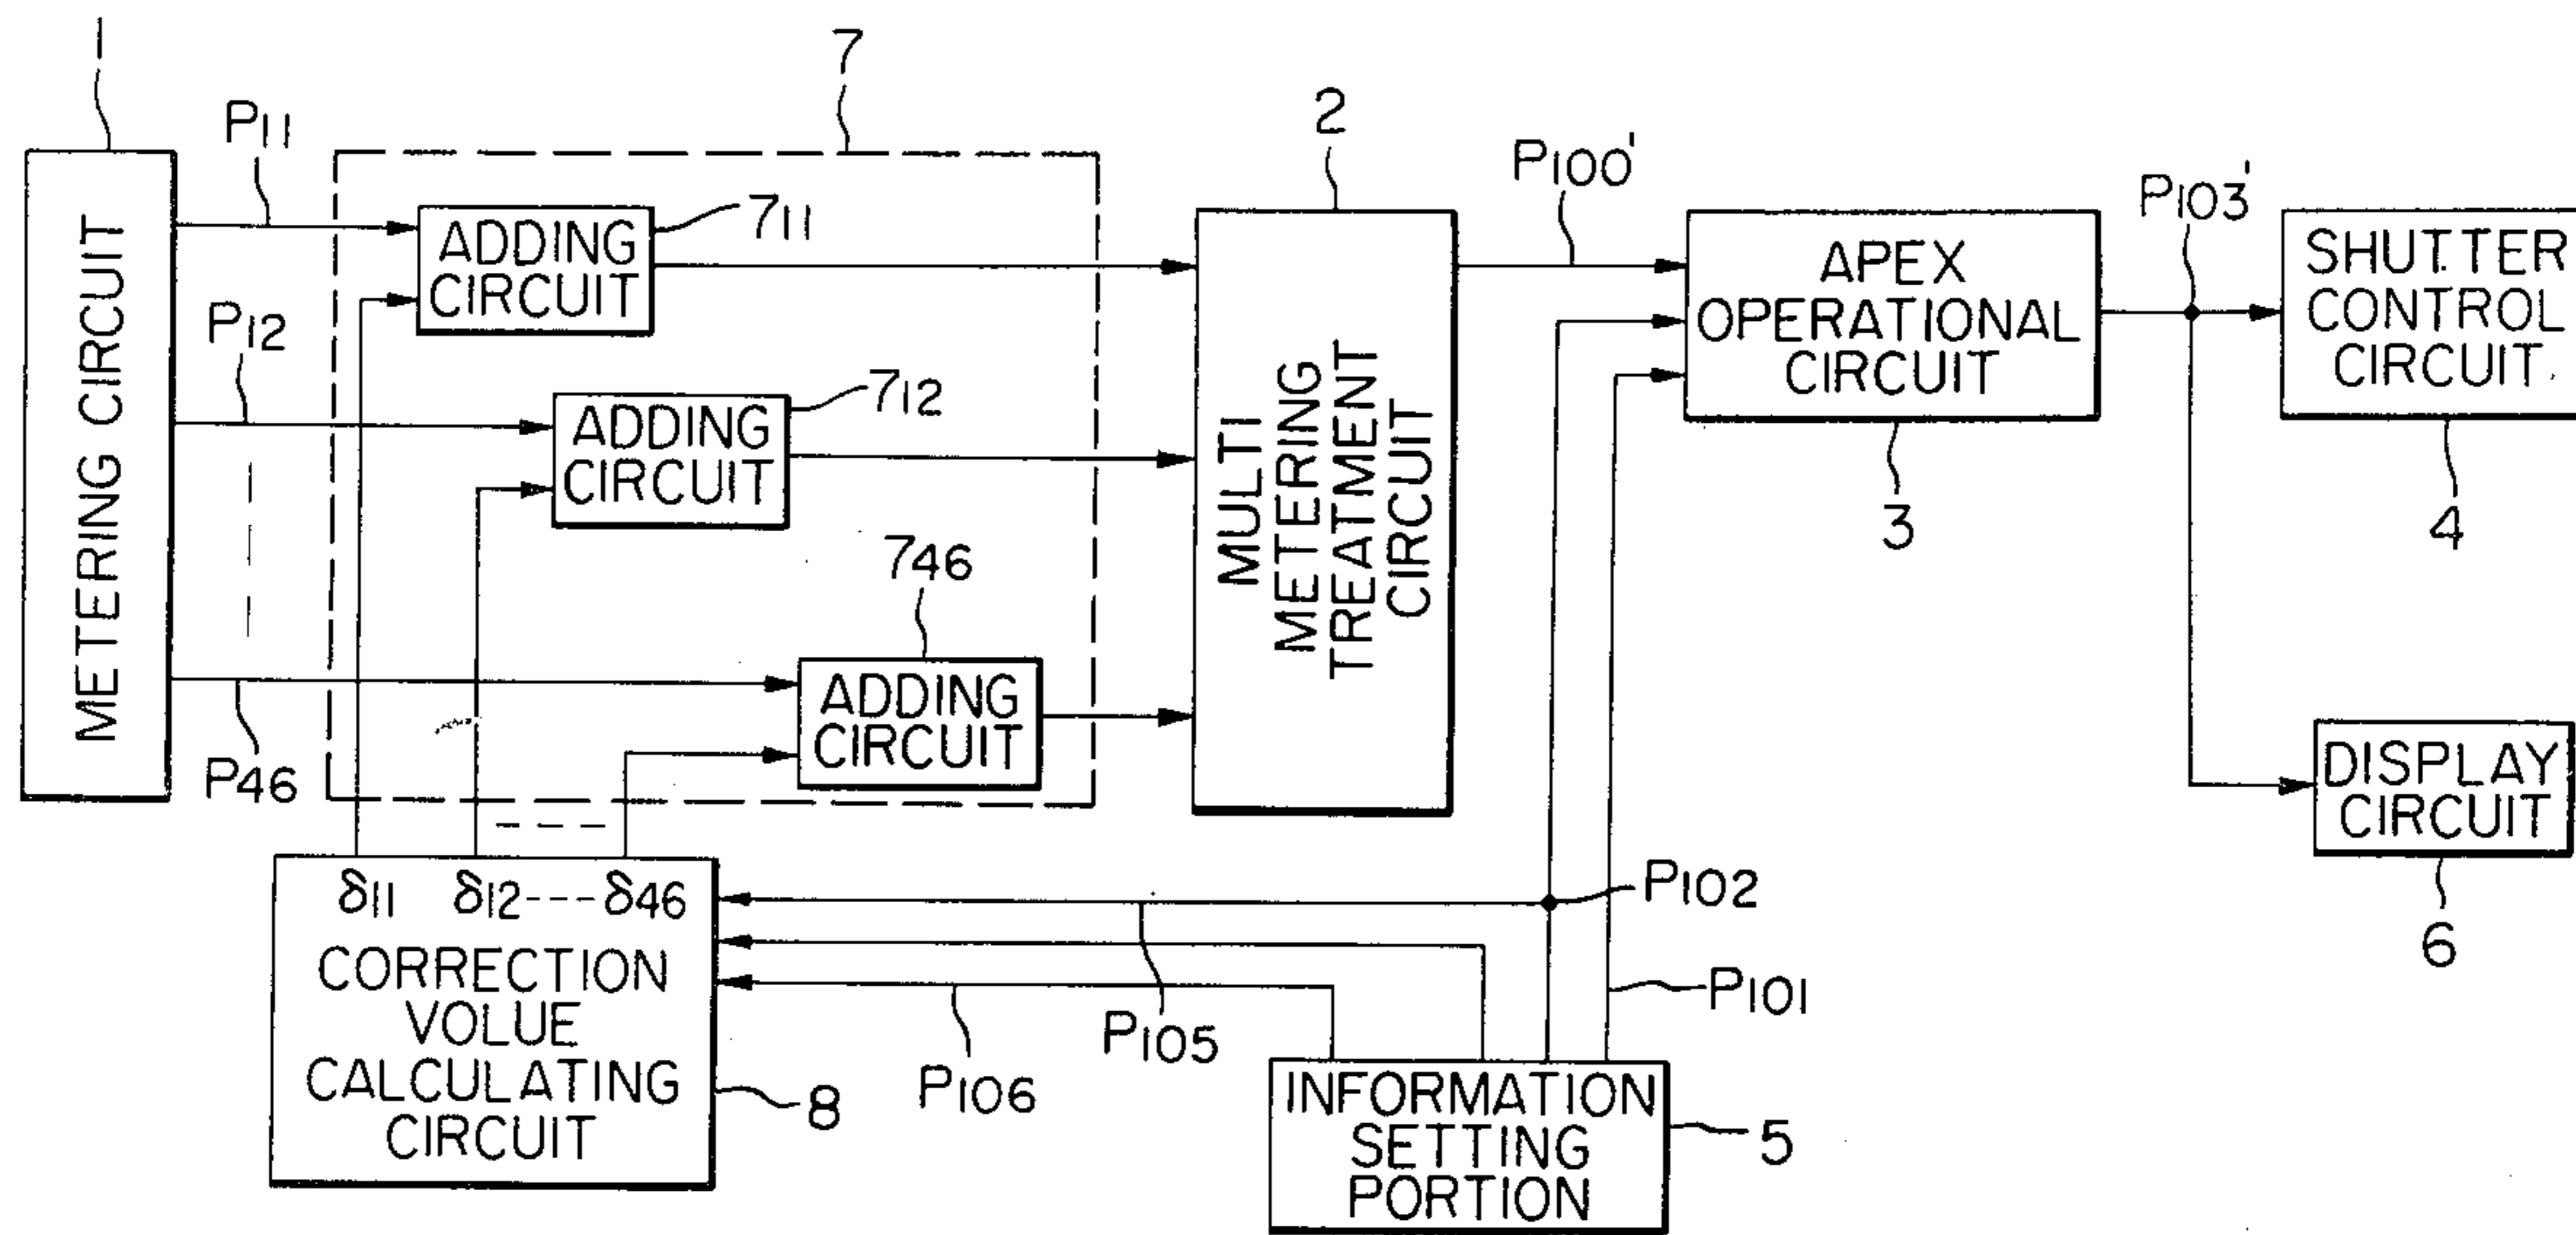 1
7
2
P11
P100'
P103'
METERING CIRCUIT
ADDING
CIRCUIT
711
APEX
OPERATIONAL
CIRCUIT
SHUTTER
CONTROL
CIRCUIT
P12
ADDING
CIRCUIT
712
MULTI
METERING
TREATMENT
CIRCUIT
3
4
746
ADDING
CIRCUIT
P46
DISPLAY
CIRCUIT
6
δ11 δ12---δ46
CORRECTION
VOLUE
CALCULATING
CIRCUIT
8
P102
P101
P105
P106
INFORMATION
SETTING
PORTION
5